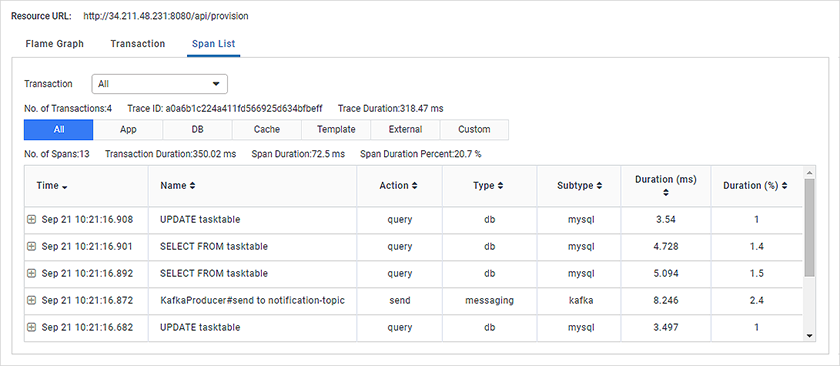 Resource URL: http://34.211.48.231:8080/api/provision
Flame Graph Transaction Span List
Transaction All
No. of Transactions:4 Trace ID: a0a6b1c224a411fd566925d634bfbeff Trace Duration:318.47 ms
All App DB Cache Template External Custom
No. of Spans:13 Transaction Duration:350.02 ms Span Duration:72.5 ms Span Duration Percent:20.7 %
Time Name Action Type Subtype Duration (ms) Duration (%)
Sep 21 10:21:16.908 UPDATE tasktable query db mysql 3.54 1
Sep 21 10:21:16.901 SELECT FROM tasktable query db mysql 4.728 1.4
Sep 21 10:21:16.892 SELECT FROM tasktable query db mysql 5.094 1.5
Sep 21 10:21:16.872 KafkaProducer#send to notification-topic send messaging kafka 8.246 2.4
Sep 21 10:21:16.682 UPDATE tasktable query db mysql 3.497 1